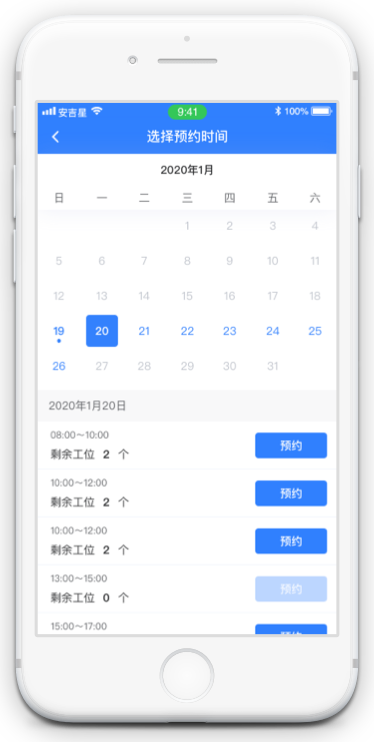 安吉星 9:41 100%
选择预约时间
2020年1月
日 一 二 三 四 五 六
1 2 3 4
5 6 7 8 9 10 11
12 13 14 15 16 17 18
19 20 21 22 23 24 25
26 27 28 29 30 31
2020年1月20日
08:00～10:00
剩余工位 2 个 预约
10:00～12:00
剩余工位 2 个 预约
10:00～12:00
剩余工位 2 个 预约
13:00～15:00
剩余工位 0 个 预约
15:00～17:00